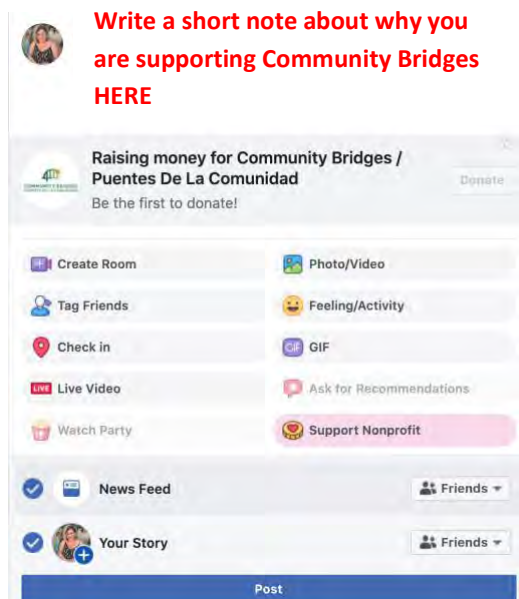 Write a short note about why you
are supporting Community Bridges
HERE
Raising money for Community Bridges /
Puentes De La Comunidad
Donate
Be the first to donate!
Create Room
Photo/Video
Tag Friends
Feeling/Activity
Check in
GIF
GIF
LIVE
Live Video
Ask for Recommendations
Watch Party
Support Nonprofit
News Feed
Friends
Your Story
Friends
Post